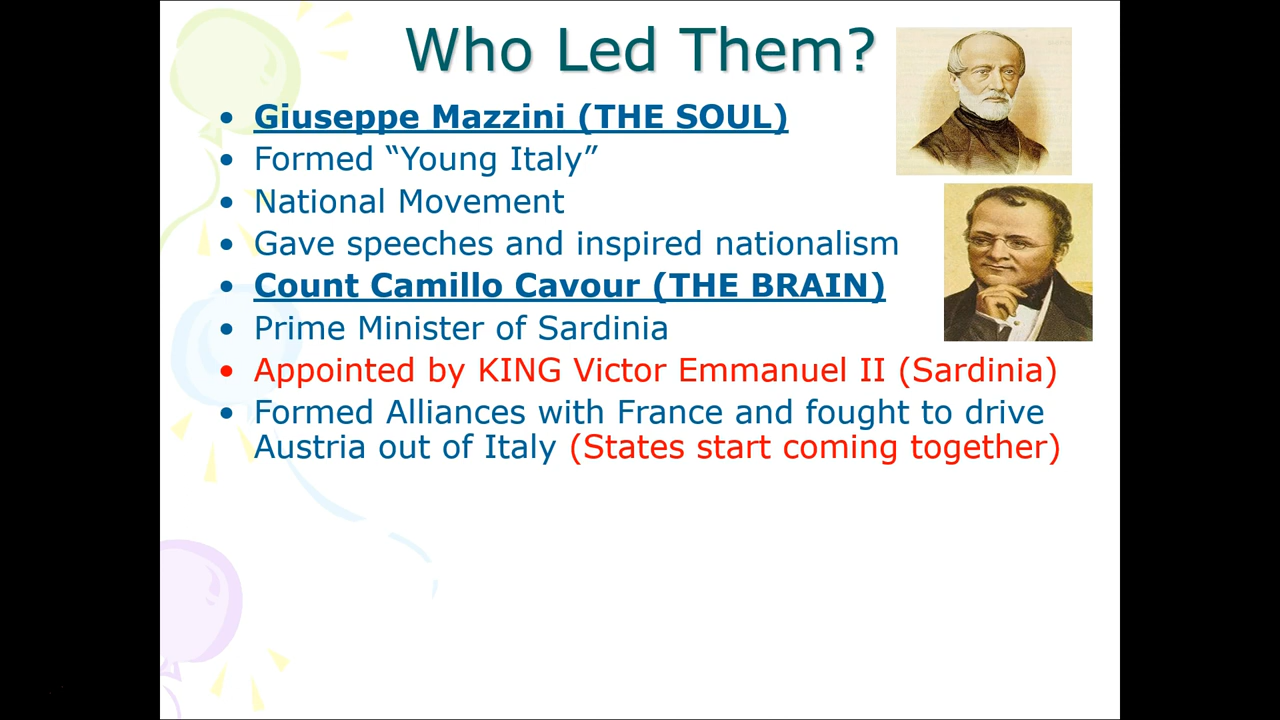 Who Led Them?
• Giuseppe Mazzini (THE SOUL)
• Formed “Young Italy”
• National Movement
• Gave speeches and inspired nationalism
• Count Camillo Cavour (THE BRAIN)
• Prime Minister of Sardinia
• Appointed by KING Victor Emmanuel II (Sardinia)
• Formed Alliances with France and fought to drive
Austria out of Italy (States start coming together)